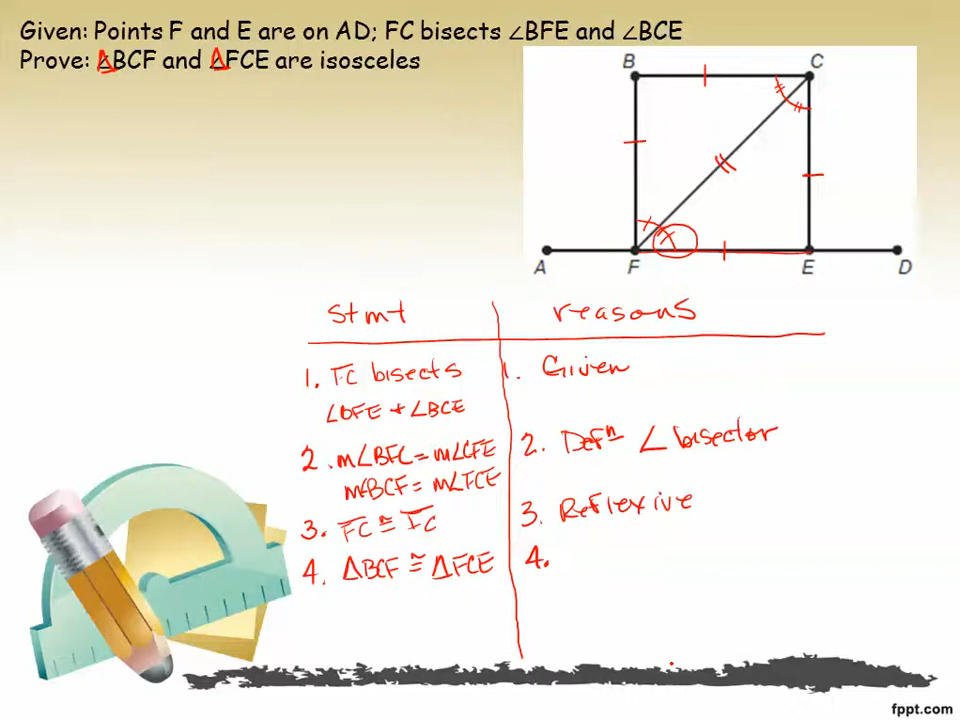 Given: Points F and E are on AD; FC bisects ∠BFE and ∠BCE
Prove: ΔBCF and ΔFCE are isosceles
B C
A F E D
stmt reasons
1. FC bisects 1. Given
∠BFE + ∠BCE
2. m∠BFC = m∠CFE 2. Defⁿ ∠ bisector
m∠BCF = m∠FCE
3. FC ≅ FC 3. Reflexive
4. ΔBCF ≅ ΔFCE 4.
fppt.com